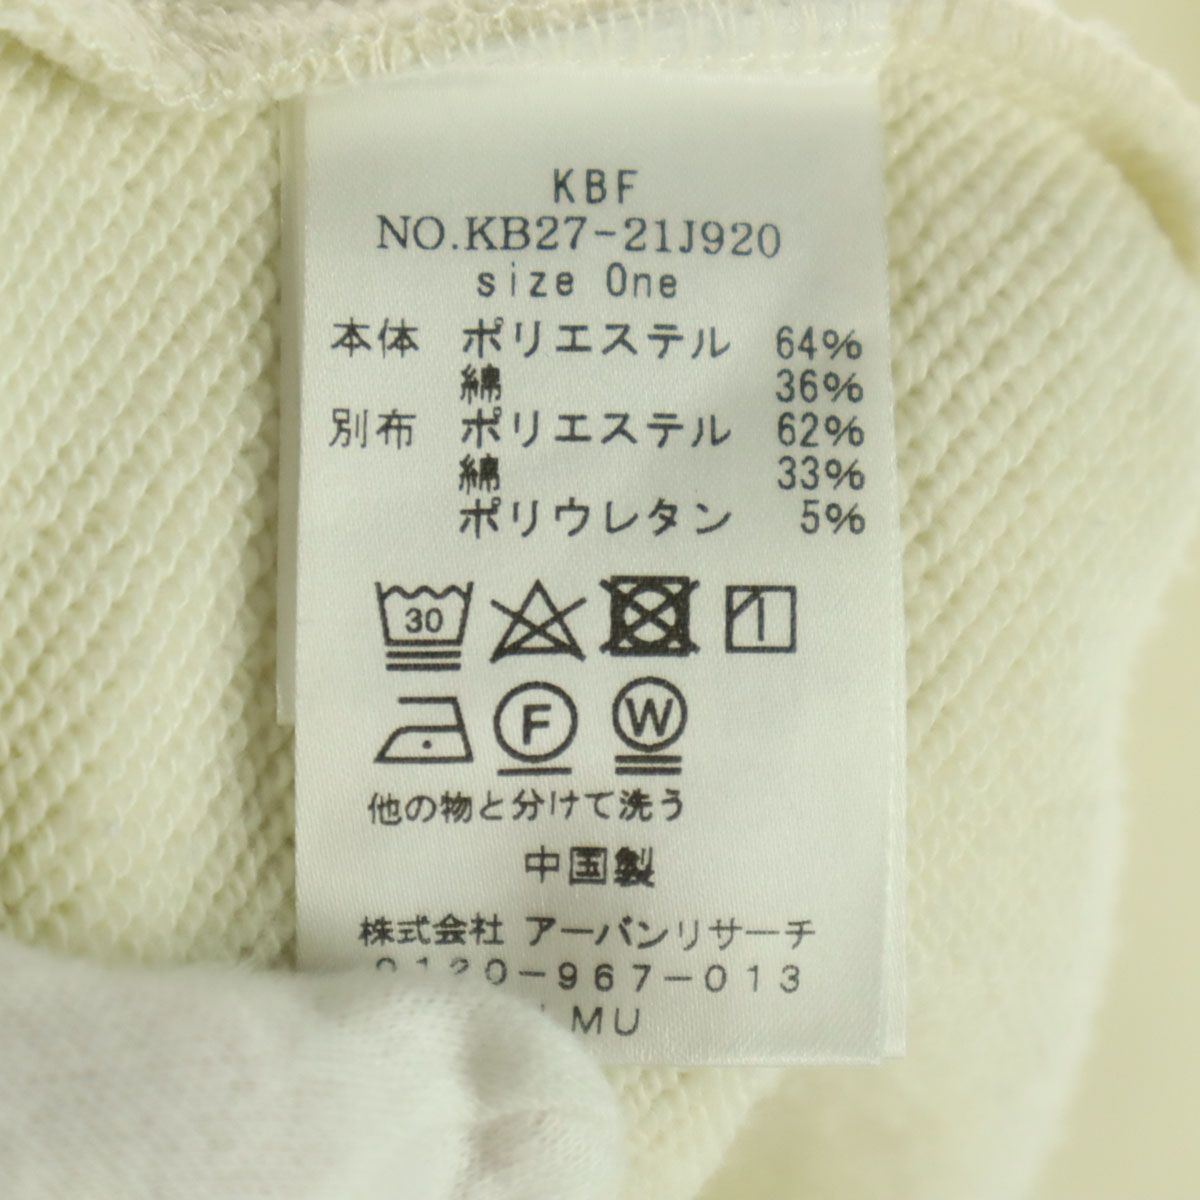 KBF
NO.KB27-21J920
size One
本体 ポリエステル 64%
綿 36%
別布 ポリエステル 62%
綿 33%
ポリウレタン 5%
30
F W
他の物と分けて洗う
中国製
株式会社 アーバンリサーチ
0120-967-013
MU